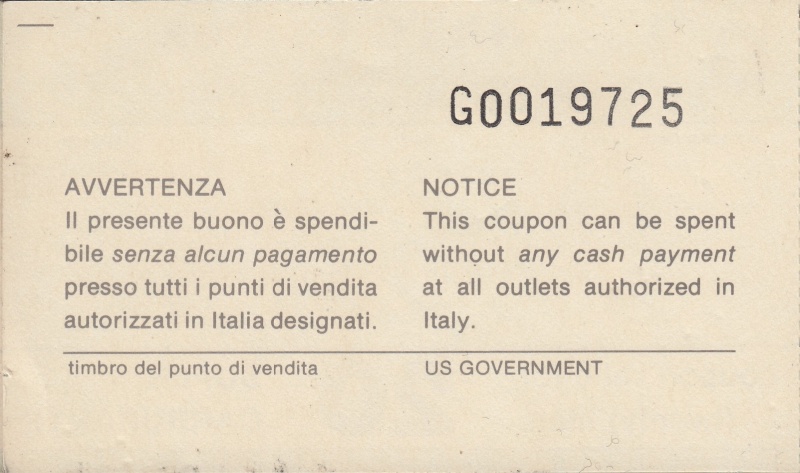 G0019725
AVVERTENZA
Il presente buono è spendi-
bile senza alcun pagamento
presso tutti i punti di vendita
autorizzati in Italia designati.
timbro del punto di vendita
NOTICE
This coupon can be spent
without any cash payment
at all outlets authorized in
Italy.
US GOVERNMENT